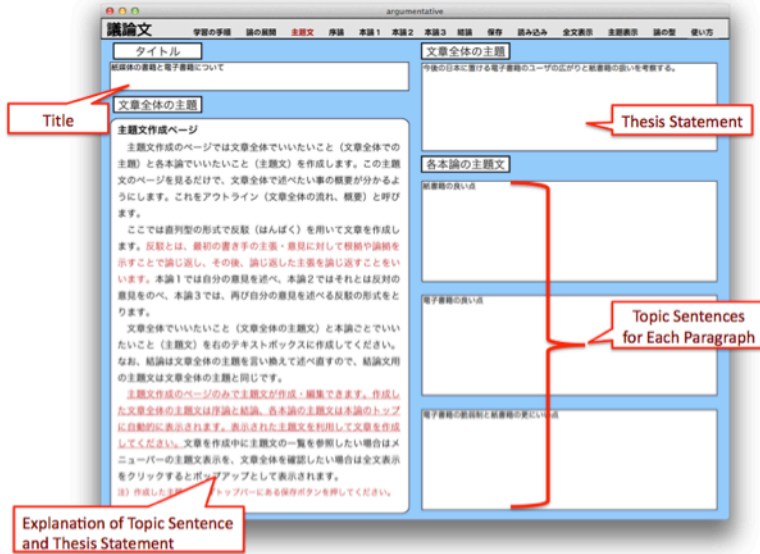 argumentative
議論文 学習の手順 論の展開 主題文 序論 本論1 本論2 本論3 結論 保存 読み込み 全文表示 主題表示 論の型 使い方
タイトル
紙媒体の書籍と電子書籍について
Title
文章全体の主題
主題文作成ページ
主題文作成のページでは文章全体でいいたいこと（文章全体での
主題）と各本論でいいたいこと（主題文）を作成します。この主題
文のページを見るだけで、文章全体で述べたい事の概要が分かるよ
うにします。これをアウトライン（文章全体の流れ、概要）と呼び
ます。
ここでは直列型の形式で反駁（はんばく）を用いて文章を作成し
ます。反駁とは、最初の書き手の主張・意見に対して根拠や論拠を
示すことで論じ返し、その後、論じ返した主張を論じ返すことをい
います。本論1では自分の意見を述べ、本論2ではそれとは反対の
意見をのべ、本論3では、再び自分の意見を述べる反駁の形式をと
ります。
文章全体でいいたいこと（文章全体の主題文）と本論ごとでいい
たいこと（主題文）を右のテキストボックスに作成してください。
なお、結論は文章全体の主題を言い換えて述べ直すので、結論文用
の主題文は文章全体の主題と同じです。
主題文作成のページのみで主題文が作成・編集できます。作成し
た文章全体の主題文は序論と結論、各本論の主題文は本論のトップ
に自動的に表示されます。表示された主題文を利用して文章を作成
してください。文章を作成中に主題文の一覧を参照したい場合はメ
ニューバーの主題文表示を、文章全体を確認したい場合は全文表示
をクリックするとポップアップとして表示されます。
注）作成した主題 トップバーにある保存ボタンを押してください。
Explanation of Topic Sentence
and Thesis Statement
文章全体の主題
今後の日本に置ける電子書籍のユーザの広がりと紙書籍の扱いを考察する。
Thesis Statement
各本論の主題文
紙書籍の良い点
電子書籍の良い点
Topic Sentences
for Each Paragraph
電子書籍の脆弱制と紙書籍の更にいい点